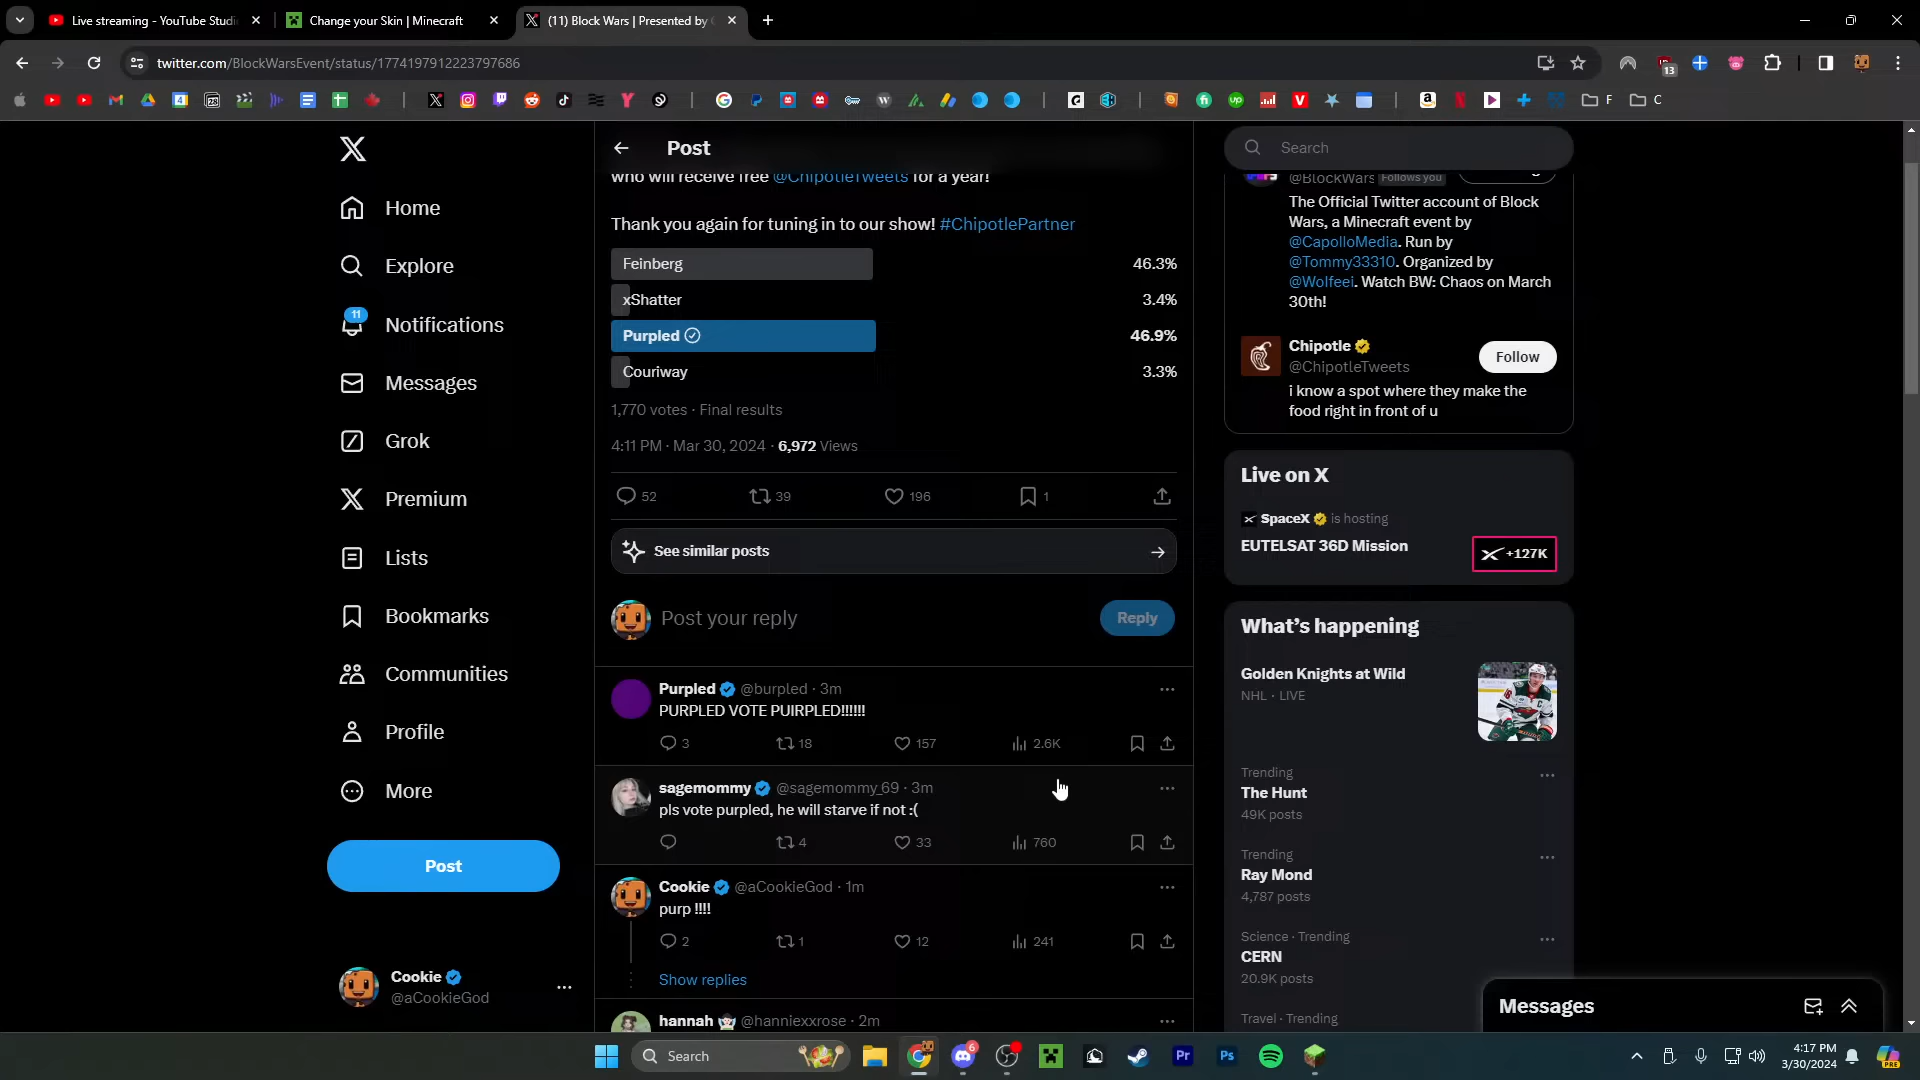 Live streaming - YouTube Studi
Change your Skin | Minecraft
(11) Block Wars | Presented by
twitter.com/BlockWarsEvent/status/1774197912223797686
13
F
C
Home
Explore
11
Notifications
Messages
Grok
Premium
Lists
Bookmarks
Communities
Profile
More
Post
Cookie
@aCookieGod
Post
who will receive free @ChipotleTweets for a year!
Thank you again for tuning in to our show! #ChipotlePartner
Feinberg 46.3%
xShatter 3.4%
Purpled 46.9%
Couriway 3.3%
1,770 votes · Final results
4:11 PM · Mar 30, 2024 · 6,972 Views
52 39 196 1
See similar posts
Post your reply
Reply
Purpled @burpled · 3m
PURPLED VOTE PUIRPLED!!!!!!
3 18 157 2.6K
sagemommy @sagemommy_69 · 3m
pls vote purpled, he will starve if not :(
4 33 760
Cookie @aCookieGod · 1m
purp !!!!
2 1 12 241
Show replies
hannah @hanniexxrose · 2m
Search
@BlockWars Follows you
The Official Twitter account of Block
Wars, a Minecraft event by
@CapolloMedia. Run by
@Tommy33310. Organized by
@Wolfeei. Watch BW: Chaos on March
30th!
Chipotle
@ChipotleTweets
Follow
i know a spot where they make the
food right in front of u
Live on X
SpaceX is hosting
EUTELSAT 36D Mission
+127K
What's happening
Golden Knights at Wild
NHL · LIVE
Trending
The Hunt
49K posts
Trending
Ray Mond
4,787 posts
Science · Trending
CERN
20.9K posts
Travel · Trending
Messages
Search
6
Pr
Ps
4:17 PM
3/30/2024
PRE